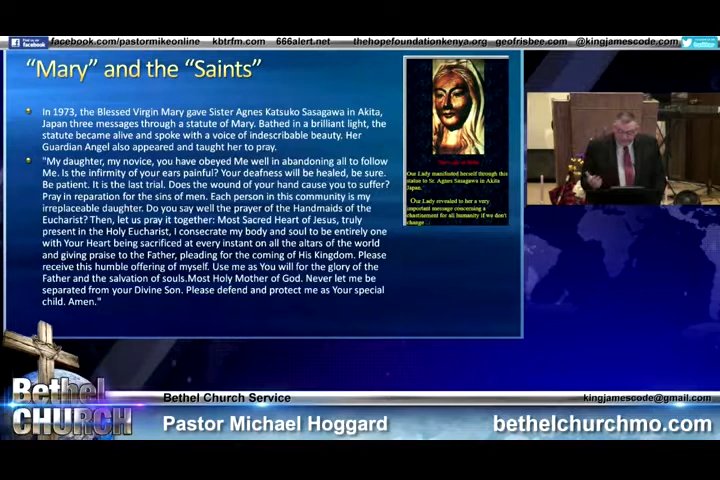 Find us on
facebook
facebook.com/pastormikeonline kbtrfm.com 666alert.net thehopefoundationkenya.org geofrisbee.com @kingjamescode.com
twitter
"Mary" and the "Saints"
In 1973, the Blessed Virgin Mary gave Sister Agnes Katsuko Sasagawa in Akita,
Japan three messages through a statute of Mary. Bathed in a brilliant light, the
statute became alive and spoke with a voice of indescribable beauty. Her
Guardian Angel also appeared and taught her to pray.
"My daughter, my novice, you have obeyed Me well in abandoning all to follow
Me. Is the infirmity of your ears painful? Your deafness will be healed, be sure.
Be patient. It is the last trial. Does the wound of your hand cause you to suffer?
Pray in reparation for the sins of men. Each person in this community is my
irreplaceable daughter. Do you say well the prayer of the Handmaids of the
Eucharist? Then, let us pray it together: Most Sacred Heart of Jesus, truly
present in the Holy Eucharist, I consecrate my body and soul to be entirely one
with Your Heart being sacrificed at every instant on all the altars of the world
and giving praise to the Father, pleading for the coming of His Kingdom. Please
receive this humble offering of myself. Use me as You will for the glory of the
Father and the salvation of souls.Most Holy Mother of God. Never let me be
separated from your Divine Son. Please defend and protect me as Your special
child. Amen."
Our Lady manifested herself through this
statue to Sr. Agnes Sasagawa in Akita
Japan.
Our Lady revealed to her a very
important message concerning a
chastisement for all humanity if we don't
change
Bethel
CHURCH
Bethel Church Service
kingjamescode@gmail.com
Pastor Michael Hoggard
bethelchurchmo.com